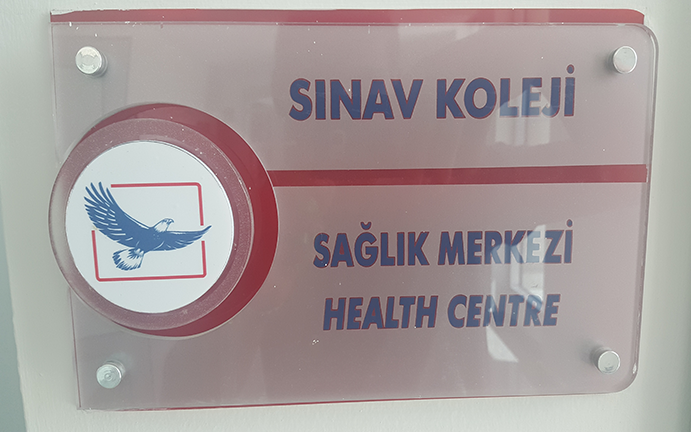 SINAV KOLEJİ
SAĞLIK MERKEZİ
HEALTH CENTRE